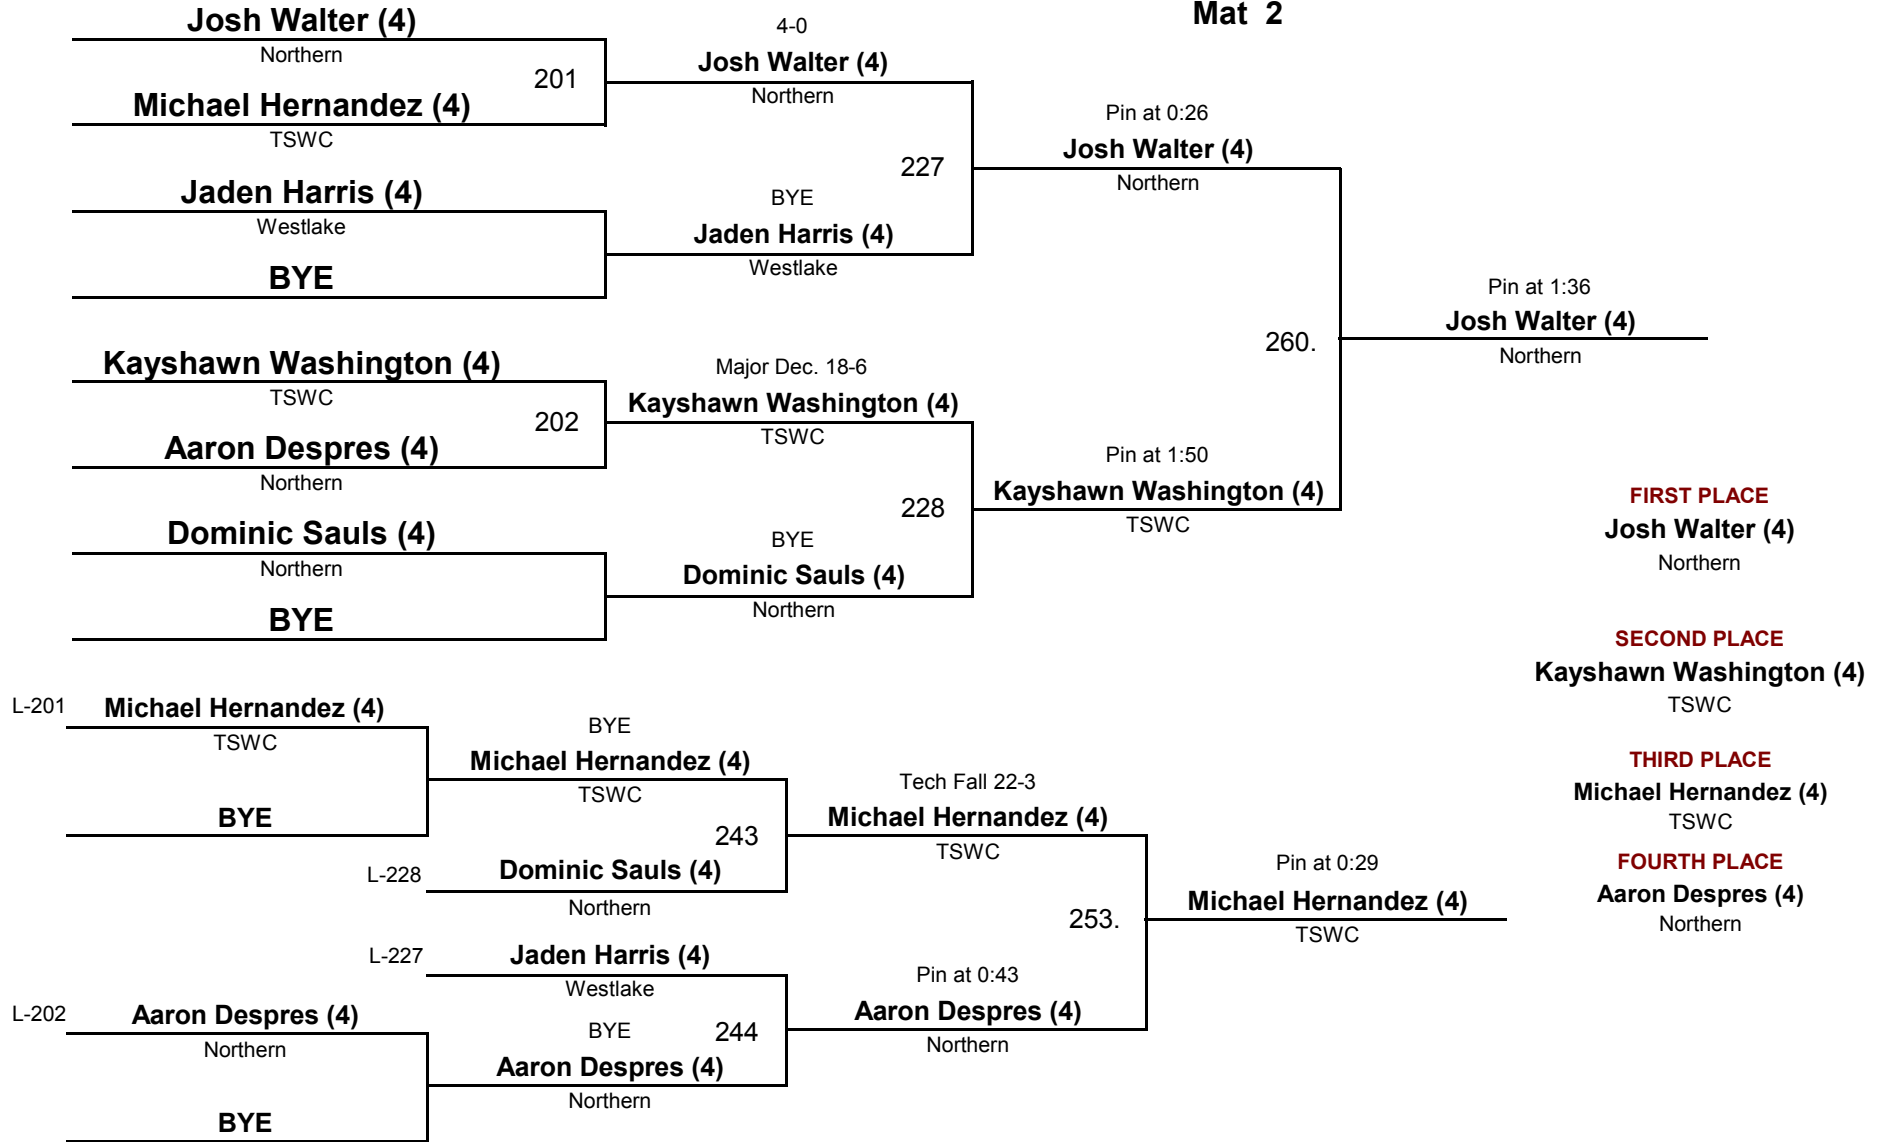 Mat 2
Josh Walter (4)
Northern
201
Michael Hernandez (4)
TSWC
Jaden Harris (4)
Westlake
BYE
Kayshawn Washington (4)
TSWC
202
Aaron Despres (4)
Northern
Dominic Sauls (4)
Northern
BYE
4-0
Josh Walter (4)
Northern
227
BYE
Jaden Harris (4)
Westlake
Major Dec. 18-6
Kayshawn Washington (4)
TSWC
228
BYE
Dominic Sauls (4)
Northern
Pin at 0:26
Josh Walter (4)
Northern
260.
Pin at 1:50
Kayshawn Washington (4)
TSWC
Pin at 1:36
Josh Walter (4)
Northern
FIRST PLACE
Josh Walter (4)
Northern
SECOND PLACE
Kayshawn Washington (4)
TSWC
THIRD PLACE
Michael Hernandez (4)
TSWC
FOURTH PLACE
Aaron Despres (4)
Northern
L-201
Michael Hernandez (4)
TSWC
BYE
BYE
Michael Hernandez (4)
TSWC
243
L-228
Dominic Sauls (4)
Northern
L-227
Jaden Harris (4)
Westlake
L-202
Aaron Despres (4)
Northern
BYE
BYE
244
Aaron Despres (4)
Northern
Tech Fall 22-3
Michael Hernandez (4)
TSWC
253.
Pin at 0:43
Aaron Despres (4)
Northern
Pin at 0:29
Michael Hernandez (4)
TSWC